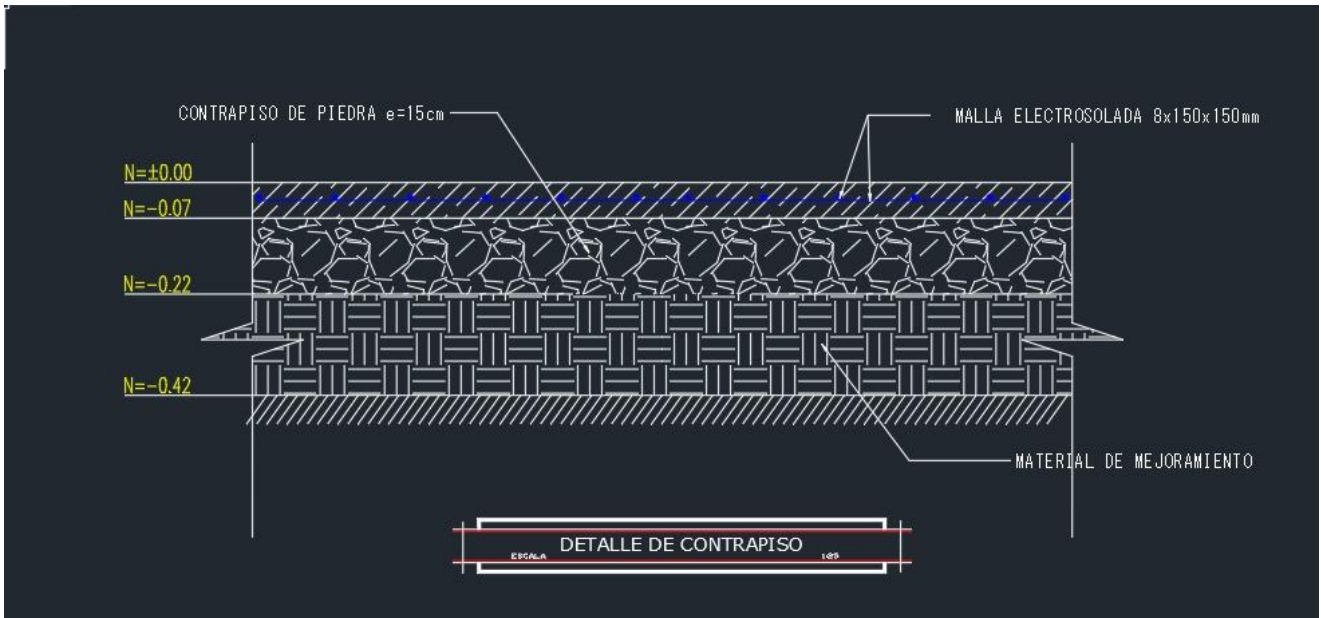 CONTRAPISO DE PIEDRA e=15cm
MALLA ELECTROSOLADA 8x150x150mm
N=±0.00
N=-0.07
N=-0.22
N=-0.42
MATERIAL DE MEJORAMIENTO
DETALLE DE CONTRAPISO
ESCALA